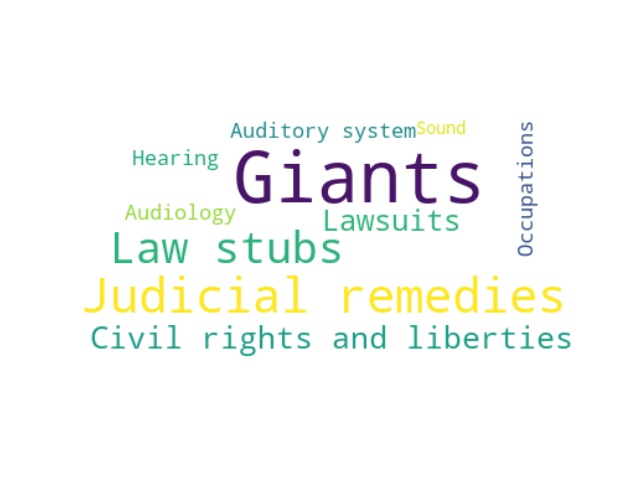 Auditory system
Sound
Hearing
Giants
Occupations
Audiology
Lawsuits
Law stubs
Judicial remedies
Civil rights and liberties